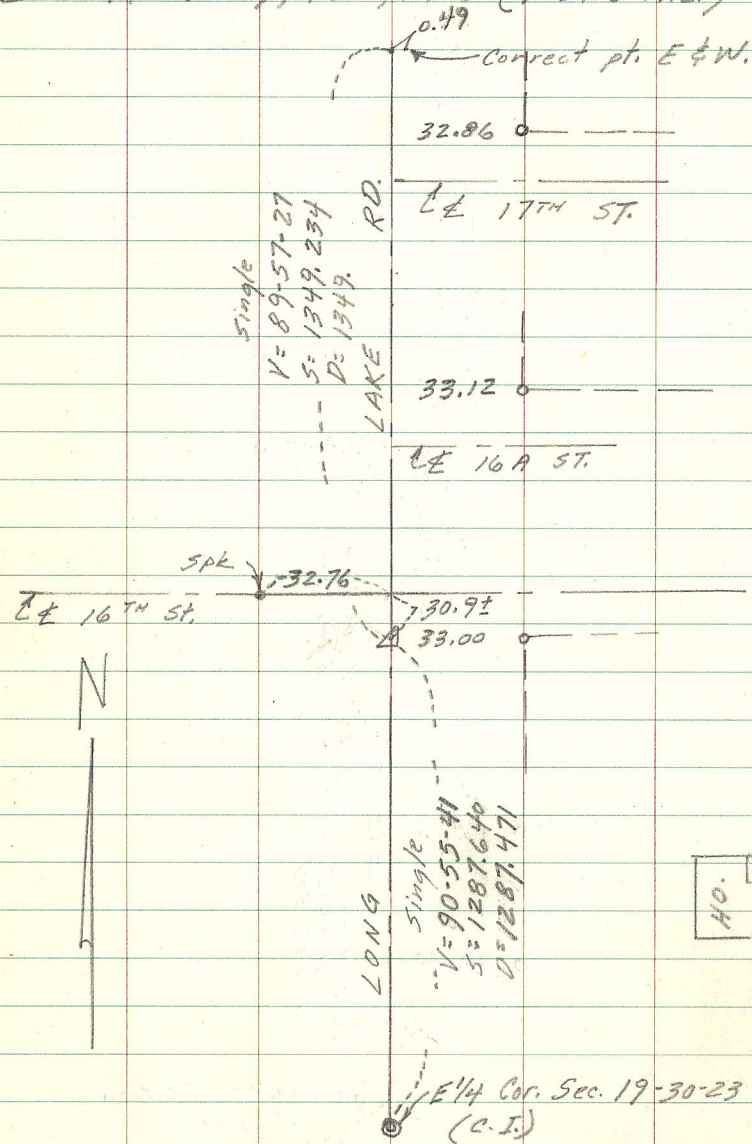 0.49
Correct pt. E & W.
32.86
℄ 17TH ST.
Single
V= 89-57-27
S= 1349.234
D= 1349.
LAKE RD.
33.12
℄ 16A ST.
spk
32.76
℄ 16TH St.
30.9±
33.00
N
Single
V= 90-55-41
S= 1287.640
D= 1287.471
LONG
HO.
E1/4 Cor. Sec. 19-30-23
(C.I.)